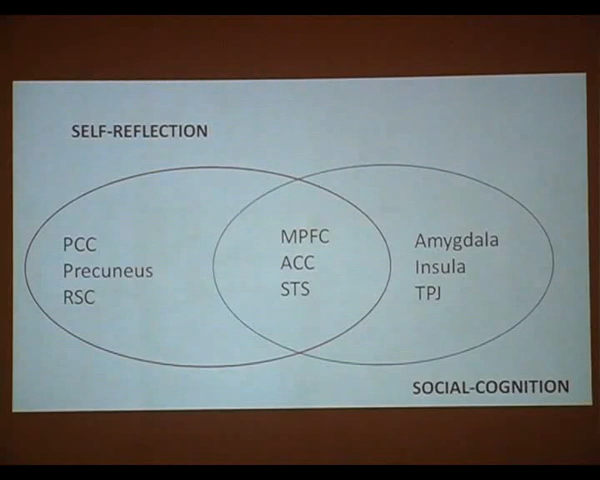 SELF-REFLECTION
PCC
Precuneus
RSC
MPFC
ACC
STS
Amygdala
Insula
TPJ
SOCIAL-COGNITION